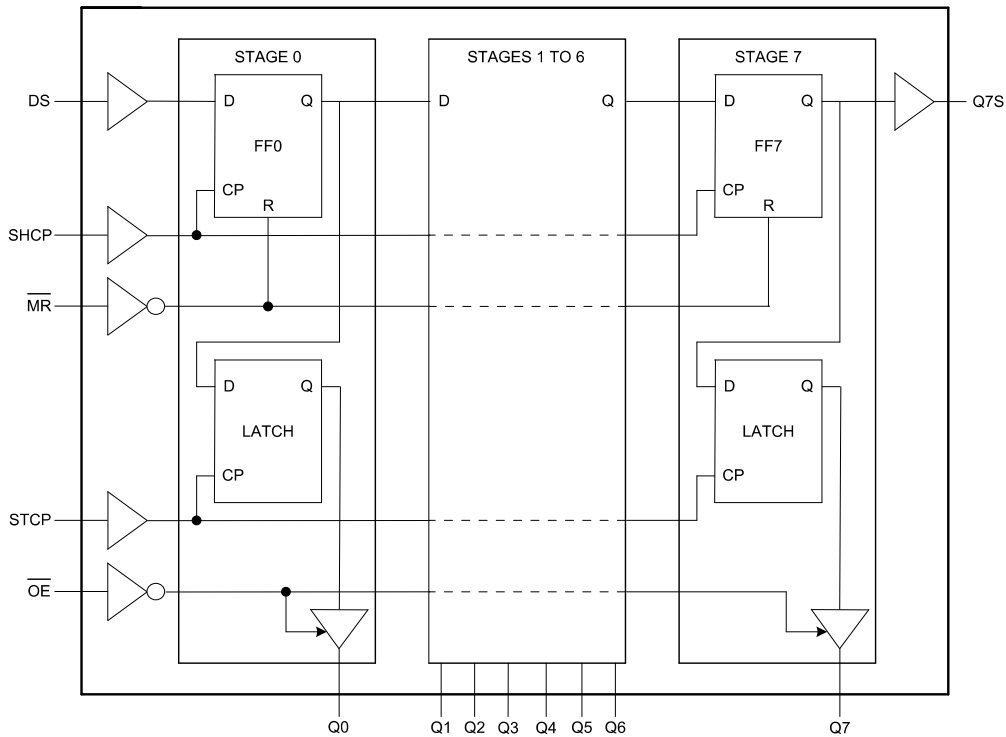 STAGE 0
STAGES 1 TO 6
STAGE 7
DS
D
Q
D
Q
D
Q
Q7S
FF0
FF7
CP
CP
R
R
SHCP
MR
D
Q
D
Q
LATCH
LATCH
CP
CP
STCP
OE
Q0
Q1
Q2
Q3
Q4
Q5
Q6
Q7